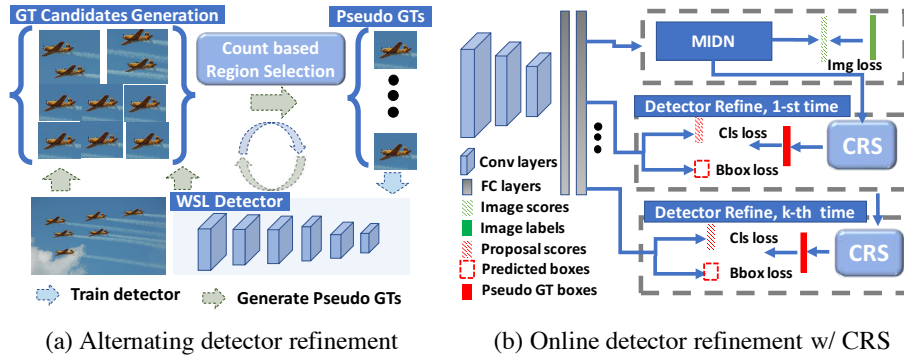 GT Candidates Generation
Pseudo GTs
Count based
Region Selection
WSL Detector
Train detector
Generate Pseudo GTs
(a) Alternating detector refinement
MIDN
Img loss
Detector Refine, 1-st time
Cls loss
Bbox loss
CRS
Conv layers
FC layers
Image scores
Image labels
Proposal scores
Predicted boxes
Pseudo GT boxes
Detector Refine, k-th time
Cls loss
Bbox loss
CRS
(b) Online detector refinement w/ CRS